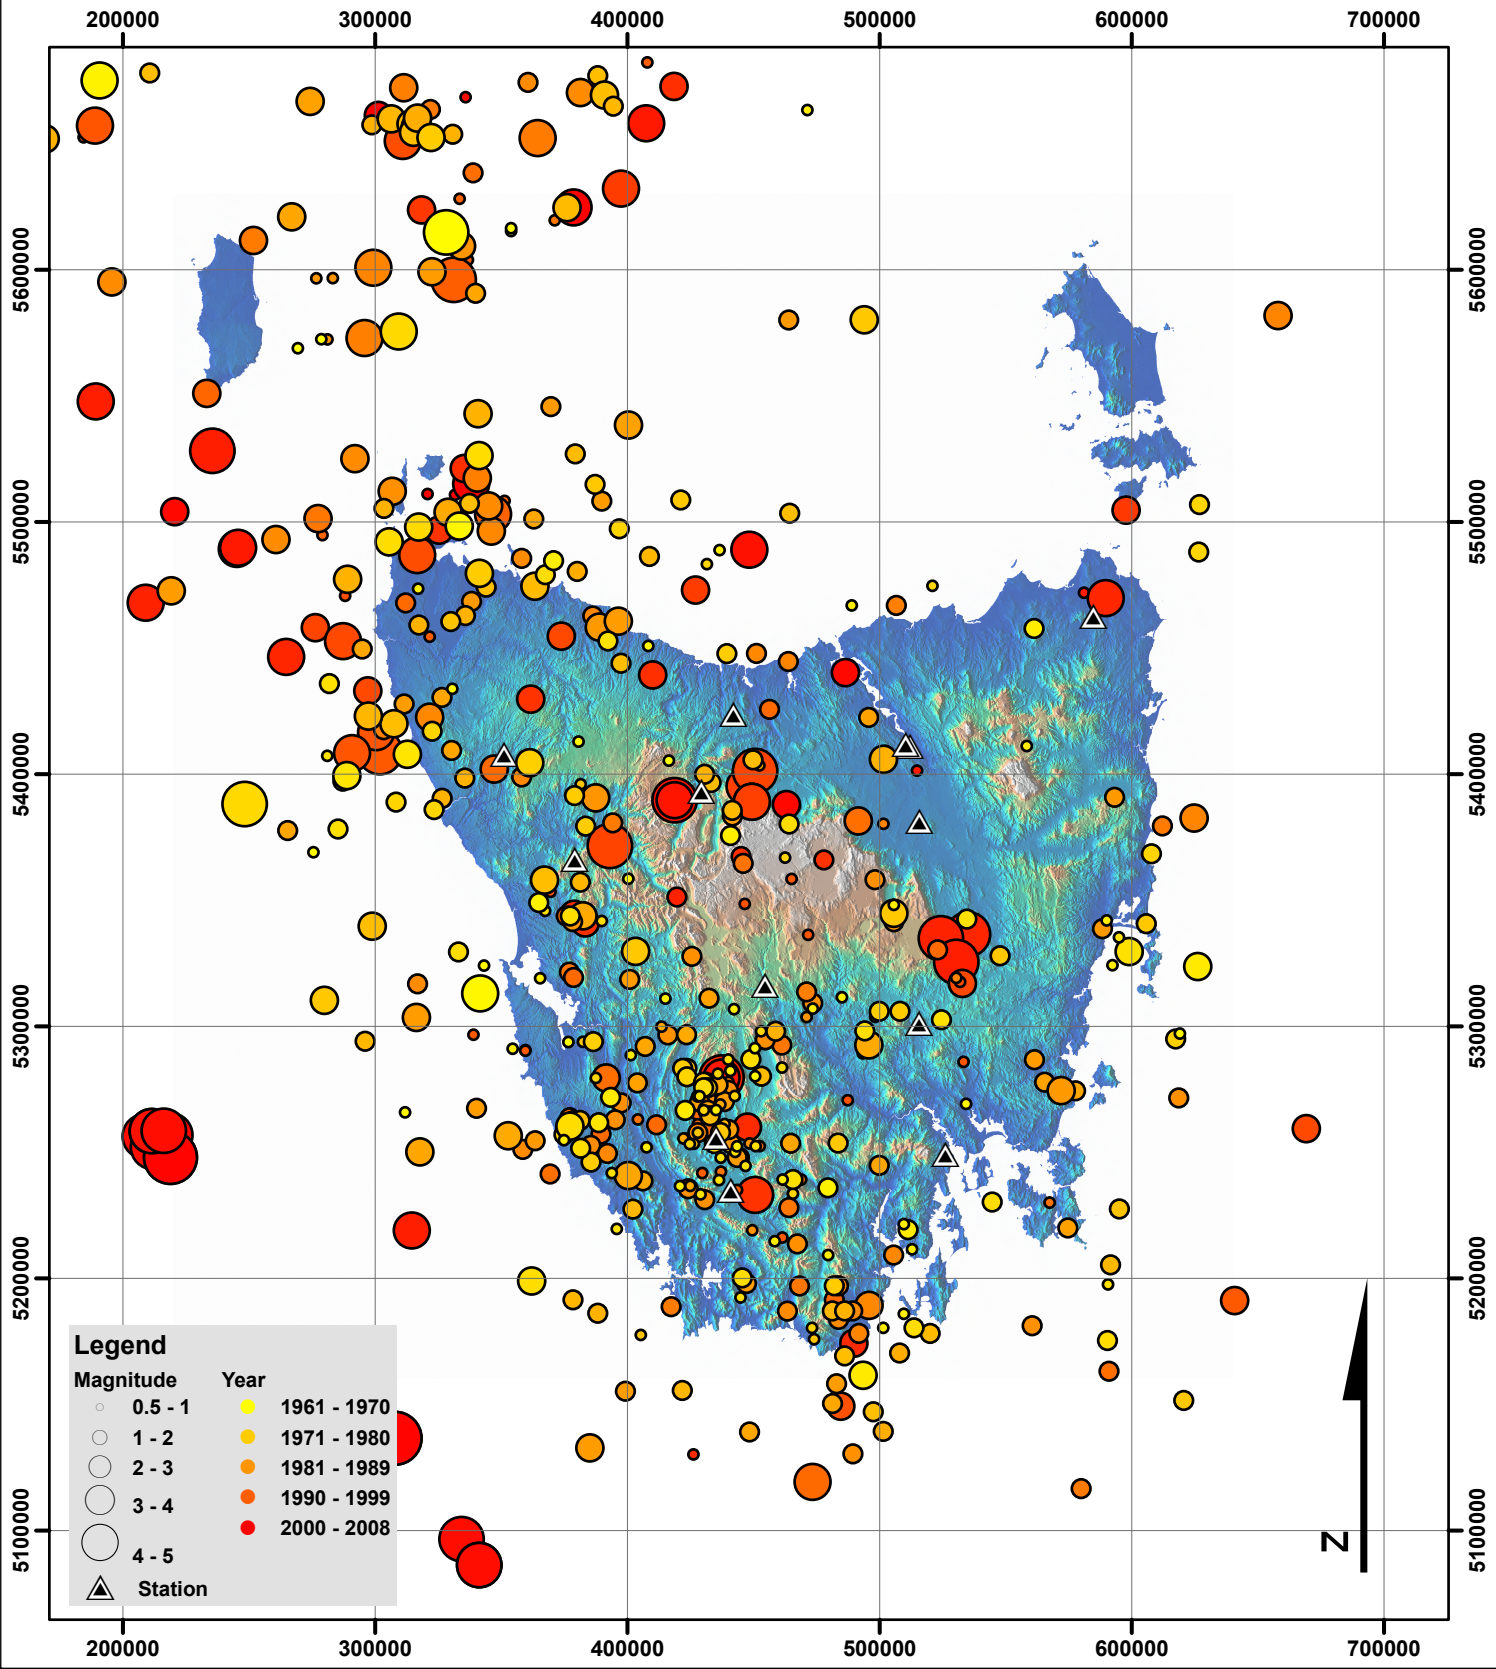 200000 300000 400000 500000 600000 700000
5600000 5600000
5500000 5500000
5400000 5400000
5300000 5300000
5200000 5200000
5100000 5100000
Legend
Magnitude Year
0.5 - 1 1961 - 1970
1 - 2 1971 - 1980
2 - 3 1981 - 1989
3 - 4 1990 - 1999
4 - 5 2000 - 2008
Station
N
200000 300000 400000 500000 600000 700000